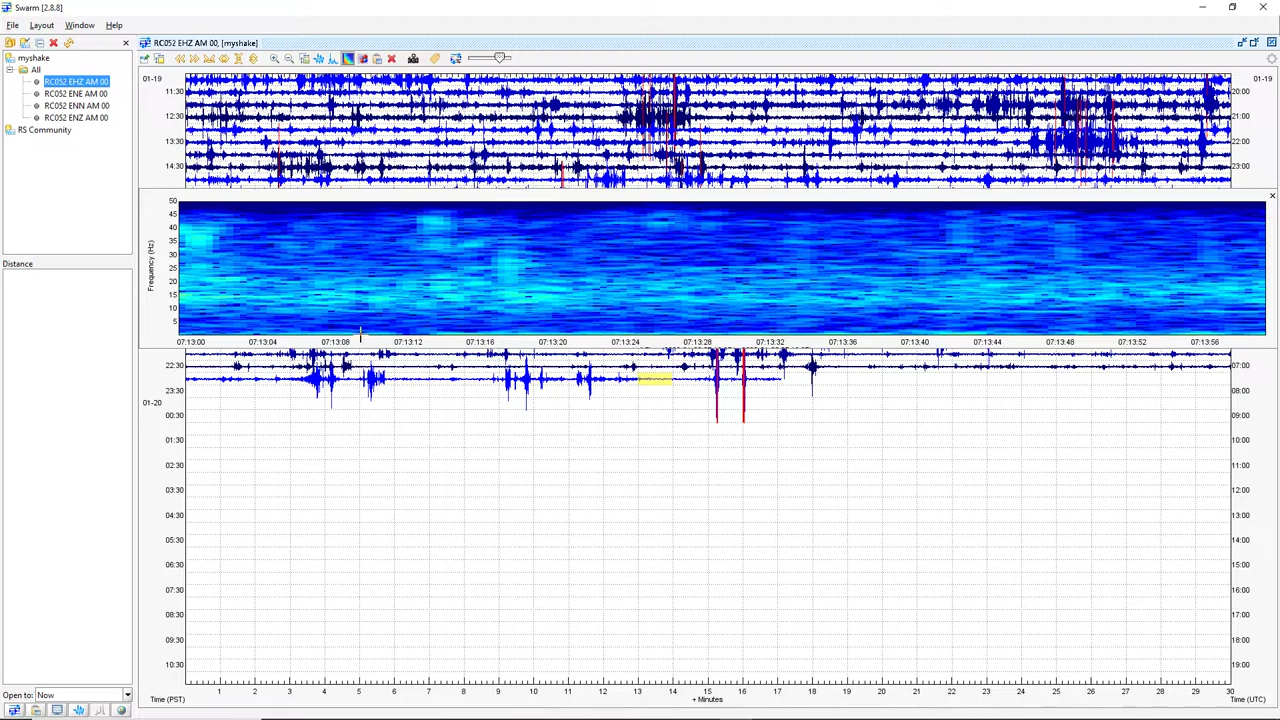 Swarm [2.8.8]
File Layout Window Help
RC052 EHZ AM 00, [myshake]
myshake
All
RC052 EHZ AM 00
RC052 ENE AM 00
RC052 ENN AM 00
RC052 ENZ AM 00
RS Community
Distance
Open to: Now
01-19 01-19
11:30 20:00
12:30 21:00
13:30 22:00
14:30 23:00
Frequency (Hz)
50
45
40
35
30
25
20
15
10
5
07:13:00 07:13:04 07:13:08 07:13:12 07:13:16 07:13:20 07:13:24 07:13:28 07:13:32 07:13:36 07:13:40 07:13:44 07:13:48 07:13:52 07:13:56
22:30 07:00
23:30 08:00
01-20
00:30 09:00
01:30 10:00
02:30 11:00
03:30 12:00
04:30 13:00
05:30 14:00
06:30 15:00
07:30 16:00
08:30 17:00
09:30 18:00
10:30 19:00
1 2 3 4 5 6 7 8 9 10 11 12 13 14 15 16 17 18 19 20 21 22 23 24 25 26 27 28 29 30
Time (PST) + Minutes Time (UTC)